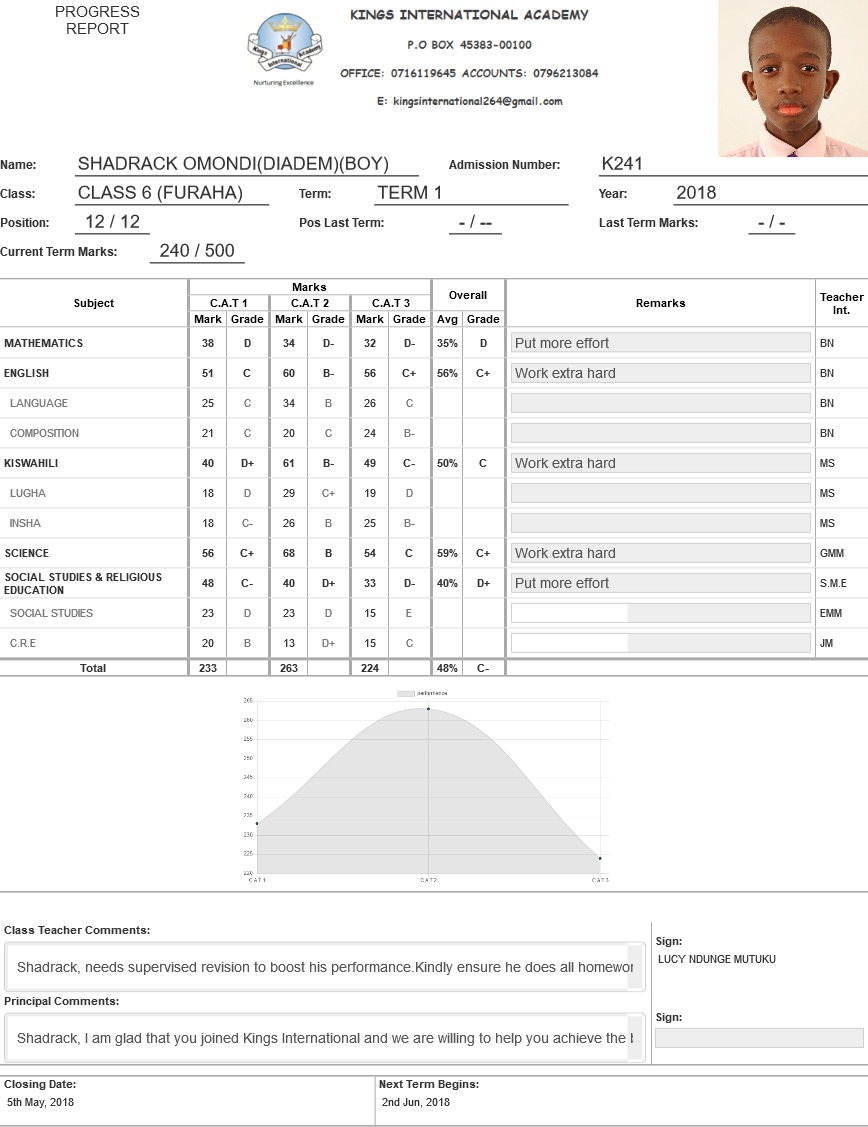 PROGRESS
REPORT
KINGS INTERNATIONAL ACADEMY
P.O BOX 45383-00100
OFFICE: 0716119645 ACCOUNTS: 0796213084
E: kingsinternational264@gmail.com
Kings International Academy
Nurturing Excellence
Name: SHADRACK OMONDI(DIADEM)(BOY) Admission Number: K241
Class: CLASS 6 (FURAHA) Term: TERM 1 Year: 2018
Position: 12 / 12 Pos Last Term: - / -- Last Term Marks: - / -
Current Term Marks: 240 / 500
Subject Marks Overall Remarks Teacher Int.
C.A.T 1 C.A.T 2 C.A.T 3
Mark Grade Mark Grade Mark Grade Avg Grade
MATHEMATICS 38 D 34 D- 32 D- 35% D Put more effort BN
ENGLISH 51 C 60 B- 56 C+ 56% C+ Work extra hard BN
LANGUAGE 25 C 34 B 26 C BN
COMPOSITION 21 C 20 C 24 B- BN
KISWAHILI 40 D+ 61 B- 49 C- 50% C Work extra hard MS
LUGHA 18 D 29 C+ 19 D MS
INSHA 18 C- 26 B 25 B- MS
SCIENCE 56 C+ 68 B 54 C 59% C+ Work extra hard GMM
SOCIAL STUDIES & RELIGIOUS
EDUCATION 48 C- 40 D+ 33 D- 40% D+ Put more effort S.M.E
SOCIAL STUDIES 23 D 23 D 15 E EMM
C.R.E 20 B 13 D+ 15 C JM
Total 233 263 224 48% C-
performance
265
260
255
250
245
240
235
230
225
220
CAT1 CAT2 CAT3
Class Teacher Comments:
Shadrack, needs supervised revision to boost his performance.Kindly ensure he does all homewor
Sign:
LUCY NDUNGE MUTUKU
Principal Comments:
Shadrack, I am glad that you joined Kings International and we are willing to help you achieve the
Sign:
Closing Date: Next Term Begins:
5th May, 2018 2nd Jun, 2018